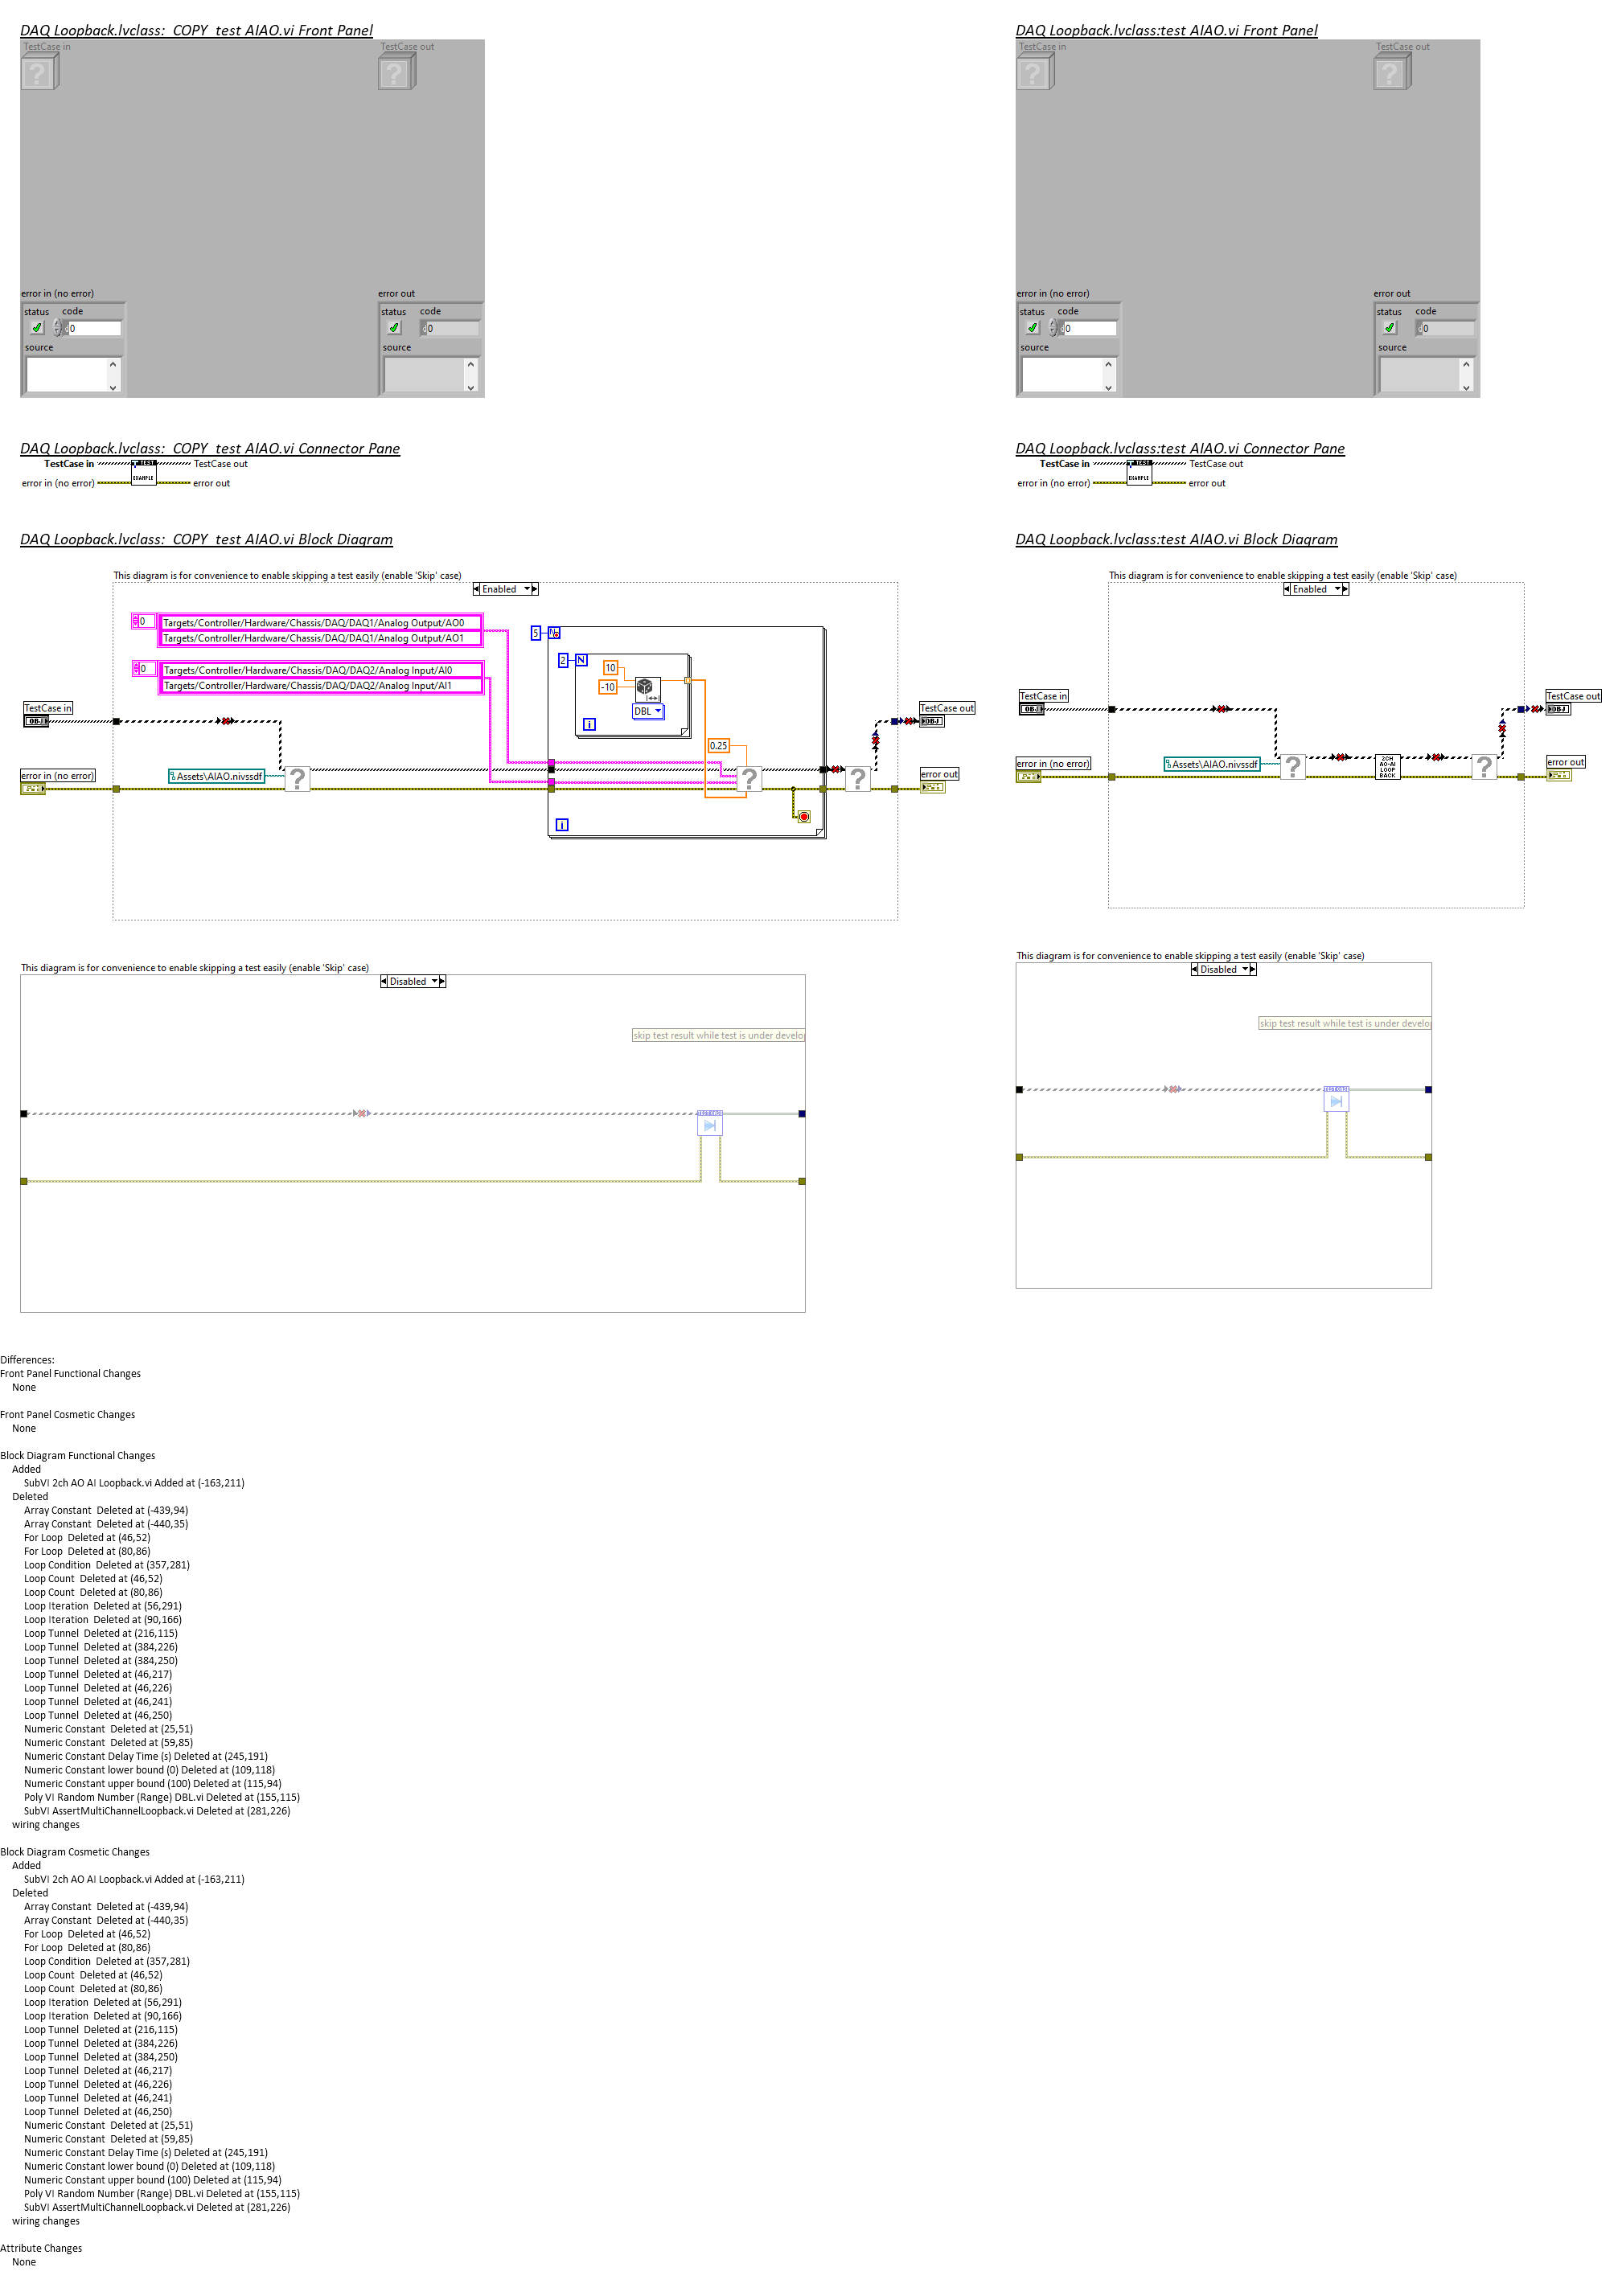 DAQ Loopback.lvclass:_COPY_test AIAO.vi Front Panel
TestCase in
TestCase out
error in (no error)
status
code
0
source
error out
status
code
0
source
DAQ Loopback.lvclass:_COPY_test AIAO.vi Connector Pane
TestCase in
TestCase out
TEST
EXAMPLE
error in (no error)
error out
DAQ Loopback.lvclass:_COPY_test AIAO.vi Block Diagram
This diagram is for convenience to enable skipping a test easily (enable 'Skip' case)
Enabled
0
Targets/Controller/Hardware/Chassis/DAQ/DAQ1/Analog Output/AO0
Targets/Controller/Hardware/Chassis/DAQ/DAQ1/Analog Output/AO1
0
Targets/Controller/Hardware/Chassis/DAQ/DAQ2/Analog Input/AI0
Targets/Controller/Hardware/Chassis/DAQ/DAQ2/Analog Input/AI1
5
N
2
N
10
-10
DBL
i
0.25
i
TestCase in
OBJ
TestCase out
OBJ
error in (no error)
Assets\AIAO.nivssdf
error out
This diagram is for convenience to enable skipping a test easily (enable 'Skip' case)
Disabled
skip test result while test is under develo
TEST CASE
DAQ Loopback.lvclass:test AIAO.vi Front Panel
TestCase in
TestCase out
error in (no error)
status
code
0
source
error out
status
code
0
source
DAQ Loopback.lvclass:test AIAO.vi Connector Pane
TestCase in
TestCase out
TEST
EXAMPLE
error in (no error)
error out
DAQ Loopback.lvclass:test AIAO.vi Block Diagram
This diagram is for convenience to enable skipping a test easily (enable 'Skip' case)
Enabled
TestCase in
OBJ
TestCase out
OBJ
error in (no error)
Assets\AIAO.nivssdf
2CH
AO-AI
LOOP
BACK
error out
This diagram is for convenience to enable skipping a test easily (enable 'Skip' case)
Disabled
skip test result while test is under develo
TEST CASE
Differences:
Front Panel Functional Changes
None
Front Panel Cosmetic Changes
None
Block Diagram Functional Changes
Added
SubVI 2ch AO AI Loopback.vi Added at (-163,211)
Deleted
Array Constant  Deleted at (-439,94)
Array Constant  Deleted at (-440,35)
For Loop  Deleted at (46,52)
For Loop  Deleted at (80,86)
Loop Condition  Deleted at (357,281)
Loop Count  Deleted at (46,52)
Loop Count  Deleted at (80,86)
Loop Iteration  Deleted at (56,291)
Loop Iteration  Deleted at (90,166)
Loop Tunnel  Deleted at (216,115)
Loop Tunnel  Deleted at (384,226)
Loop Tunnel  Deleted at (384,250)
Loop Tunnel  Deleted at (46,217)
Loop Tunnel  Deleted at (46,226)
Loop Tunnel  Deleted at (46,241)
Loop Tunnel  Deleted at (46,250)
Numeric Constant  Deleted at (25,51)
Numeric Constant  Deleted at (59,85)
Numeric Constant Delay Time (s) Deleted at (245,191)
Numeric Constant lower bound (0) Deleted at (109,118)
Numeric Constant upper bound (100) Deleted at (115,94)
Poly VI Random Number (Range) DBL.vi Deleted at (155,115)
SubVI AssertMultiChannelLoopback.vi Deleted at (281,226)
wiring changes
Block Diagram Cosmetic Changes
Added
SubVI 2ch AO AI Loopback.vi Added at (-163,211)
Deleted
Array Constant  Deleted at (-439,94)
Array Constant  Deleted at (-440,35)
For Loop  Deleted at (46,52)
For Loop  Deleted at (80,86)
Loop Condition  Deleted at (357,281)
Loop Count  Deleted at (46,52)
Loop Count  Deleted at (80,86)
Loop Iteration  Deleted at (56,291)
Loop Iteration  Deleted at (90,166)
Loop Tunnel  Deleted at (216,115)
Loop Tunnel  Deleted at (384,226)
Loop Tunnel  Deleted at (384,250)
Loop Tunnel  Deleted at (46,217)
Loop Tunnel  Deleted at (46,226)
Loop Tunnel  Deleted at (46,241)
Loop Tunnel  Deleted at (46,250)
Numeric Constant  Deleted at (25,51)
Numeric Constant  Deleted at (59,85)
Numeric Constant Delay Time (s) Deleted at (245,191)
Numeric Constant lower bound (0) Deleted at (109,118)
Numeric Constant upper bound (100) Deleted at (115,94)
Poly VI Random Number (Range) DBL.vi Deleted at (155,115)
SubVI AssertMultiChannelLoopback.vi Deleted at (281,226)
wiring changes
Attribute Changes
None